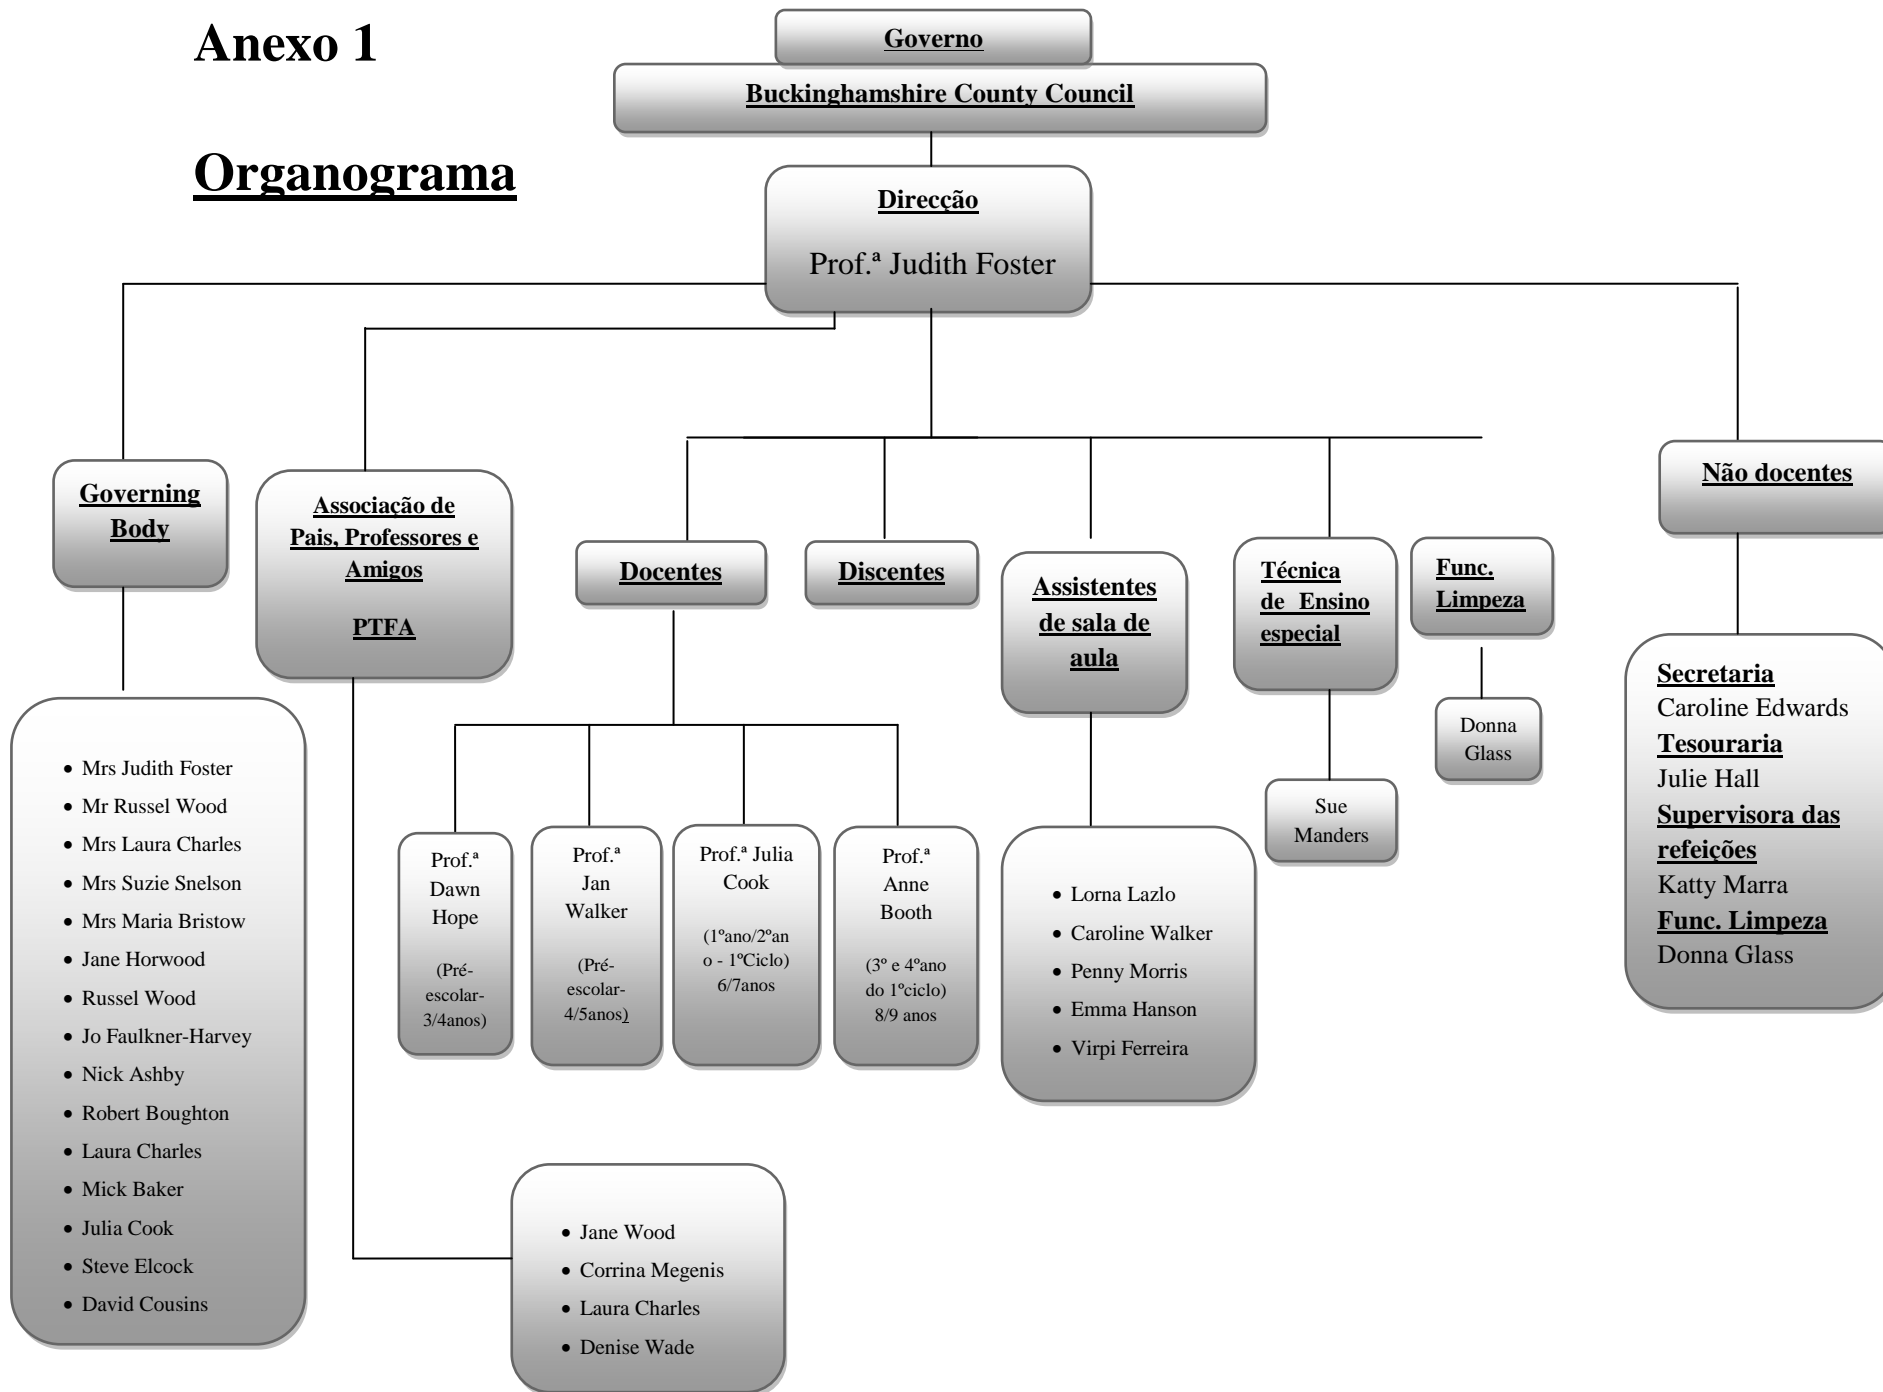 Anexo 1
Organograma
Governo
Buckinghamshire County Council
Direcção
Prof.ª Judith Foster
Governing
Body
Associação de
Pais, Professores e
Amigos
PTFA
Docentes
Discentes
Assistentes
de sala de
aula
Técnica
de Ensino
especial
Func.
Limpeza
Não docentes
• Mrs Judith Foster
• Mr Russel Wood
• Mrs Laura Charles
• Mrs Suzie Snelson
• Mrs Maria Bristow
• Jane Horwood
• Russel Wood
• Jo Faulkner-Harvey
• Nick Ashby
• Robert Boughton
• Laura Charles
• Mick Baker
• Julia Cook
• Steve Elcock
• David Cousins
• Jane Wood
• Corrina Megenis
• Laura Charles
• Denise Wade
Prof.ª
Dawn
Hope
(Pré-
escolar-
3/4anos)
Prof.ª
Jan
Walker
(Pré-
escolar-
4/5anos)
Prof.ª Julia
Cook
(1ºano/2ºan
o - 1ºCiclo)
6/7anos
Prof.ª
Anne
Booth
(3º e 4ºano
do 1ºciclo)
8/9 anos
• Lorna Lazlo
• Caroline Walker
• Penny Morris
• Emma Hanson
• Virpi Ferreira
Sue
Manders
Donna
Glass
Secretaria
Caroline Edwards
Tesouraria
Julie Hall
Supervisora das
refeições
Katty Marra
Func. Limpeza
Donna Glass